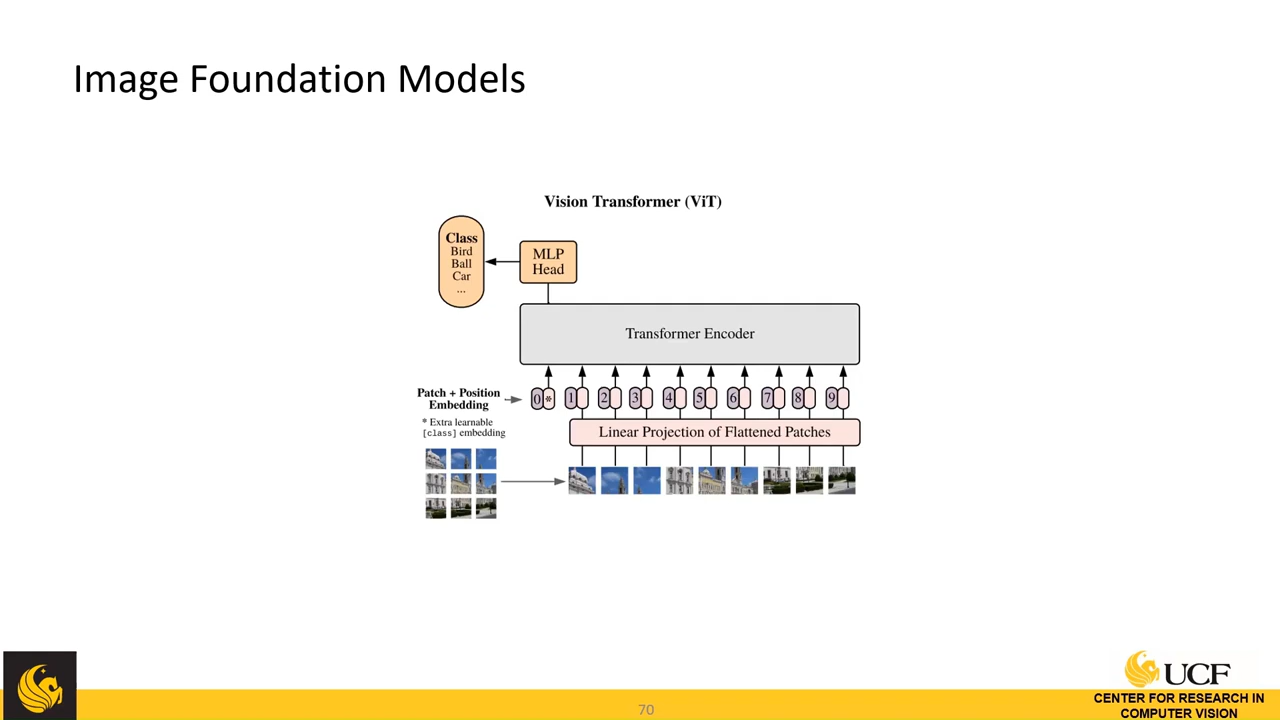 Image Foundation Models
Vision Transformer (ViT)
Class
Bird
Ball
Car
...
MLP
Head
Transformer Encoder
Patch + Position
Embedding
0 * 1 2 3 4 5 6 7 8 9
* Extra learnable
[class] embedding
Linear Projection of Flattened Patches
UCF
CENTER FOR RESEARCH IN
COMPUTER VISION
70